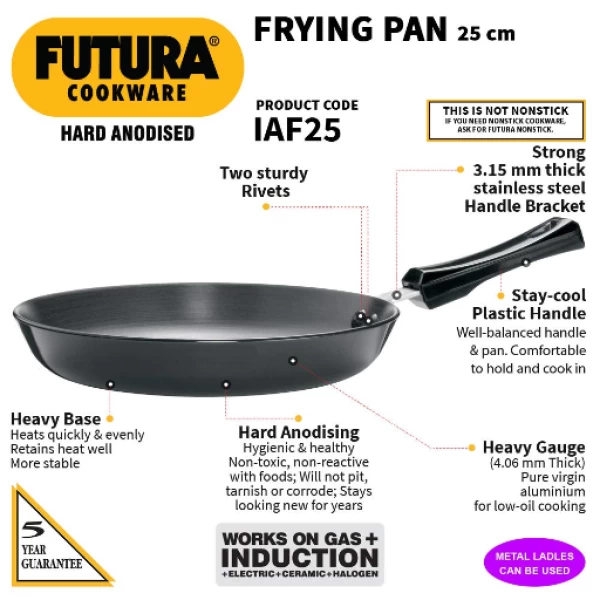 FUTURA®
COOKWARE
HARD ANODISED
FRYING PAN 25 cm
PRODUCT CODE
IAF25
THIS IS NOT NONSTICK
IF YOU NEED NONSTICK COOKWARE,
ASK FOR FUTURA NONSTICK.
Two sturdy
Rivets
Strong
3.15 mm thick
stainless steel
Handle Bracket
Stay-cool
Plastic Handle
Well-balanced handle
& pan. Comfortable
to hold and cook in
Heavy Base
Heats quickly & evenly
Retains heat well
More stable
Hard Anodising
Hygienic & healthy
Non-toxic, non-reactive
with foods; Will not pit,
tarnish or corrode; Stays
looking new for years
Heavy Gauge
(4.06 mm Thick)
Pure virgin
aluminium
for low-oil cooking
5
YEAR
GUARANTEE
WORKS ON GAS +
INDUCTION
+ELECTRIC+CERAMIC+HALOGEN
METAL LADLES
CAN BE USED